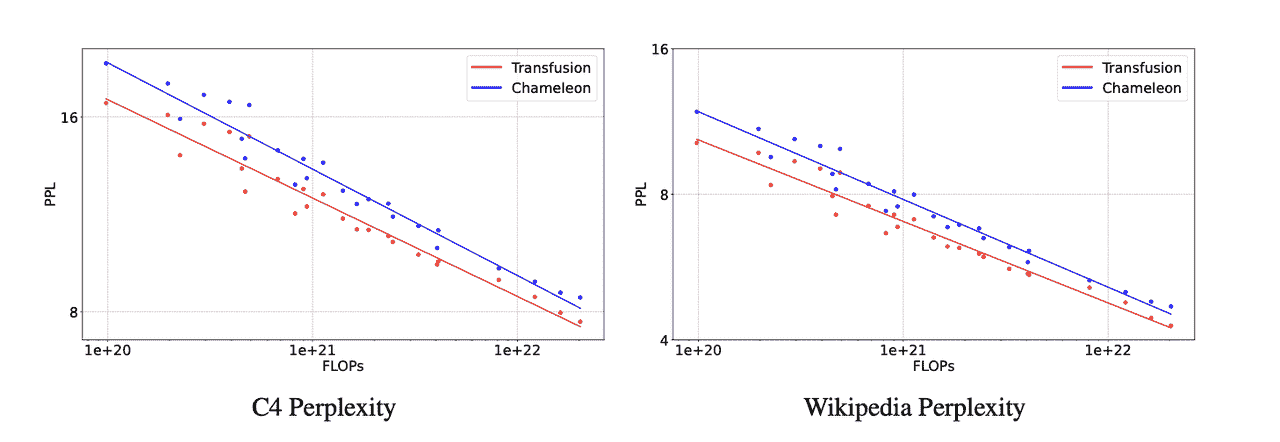 PPL
16
8
Transfusion
Chameleon
1e+20
1e+21
1e+22
FLOPs
C4 Perplexity
PPL
16
8
4
Transfusion
Chameleon
1e+20
1e+21
1e+22
FLOPs
Wikipedia Perplexity